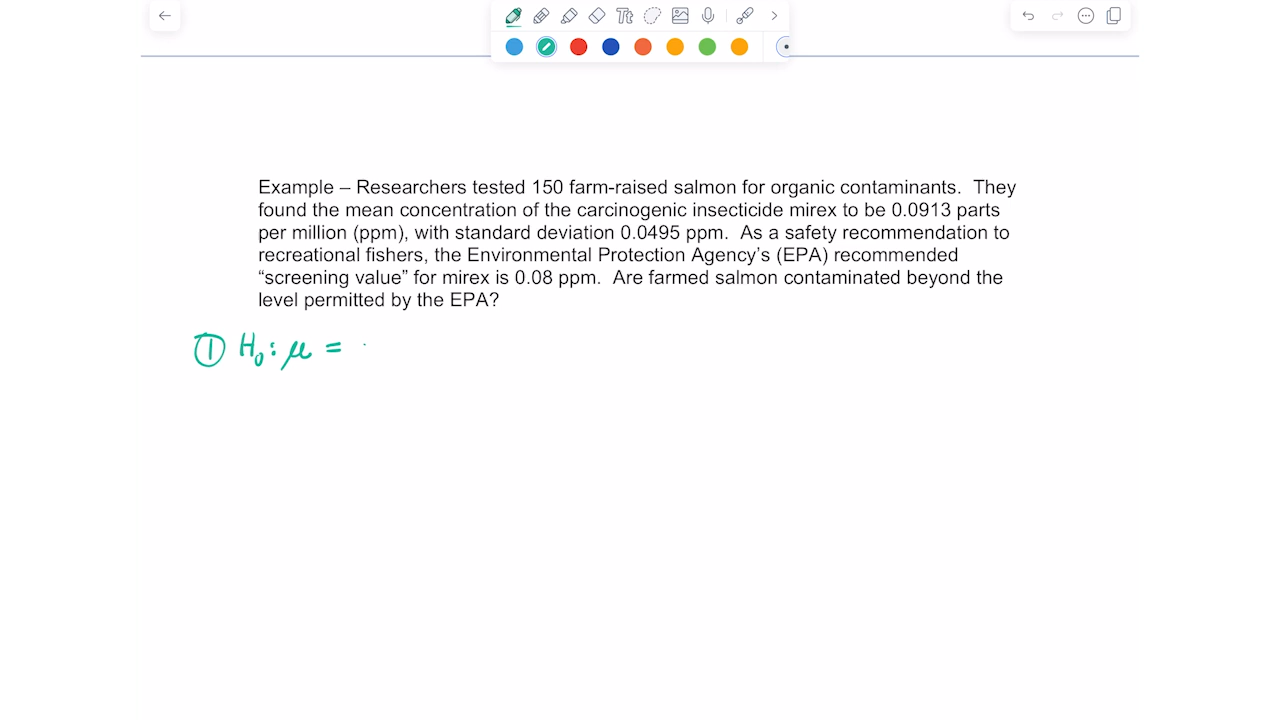 Tt
Example – Researchers tested 150 farm-raised salmon for organic contaminants.  They
found the mean concentration of the carcinogenic insecticide mirex to be 0.0913 parts
per million (ppm), with standard deviation 0.0495 ppm.  As a safety recommendation to
recreational fishers, the Environmental Protection Agency’s (EPA) recommended
“screening value” for mirex is 0.08 ppm.  Are farmed salmon contaminated beyond the
level permitted by the EPA?
① H₀: μ = .